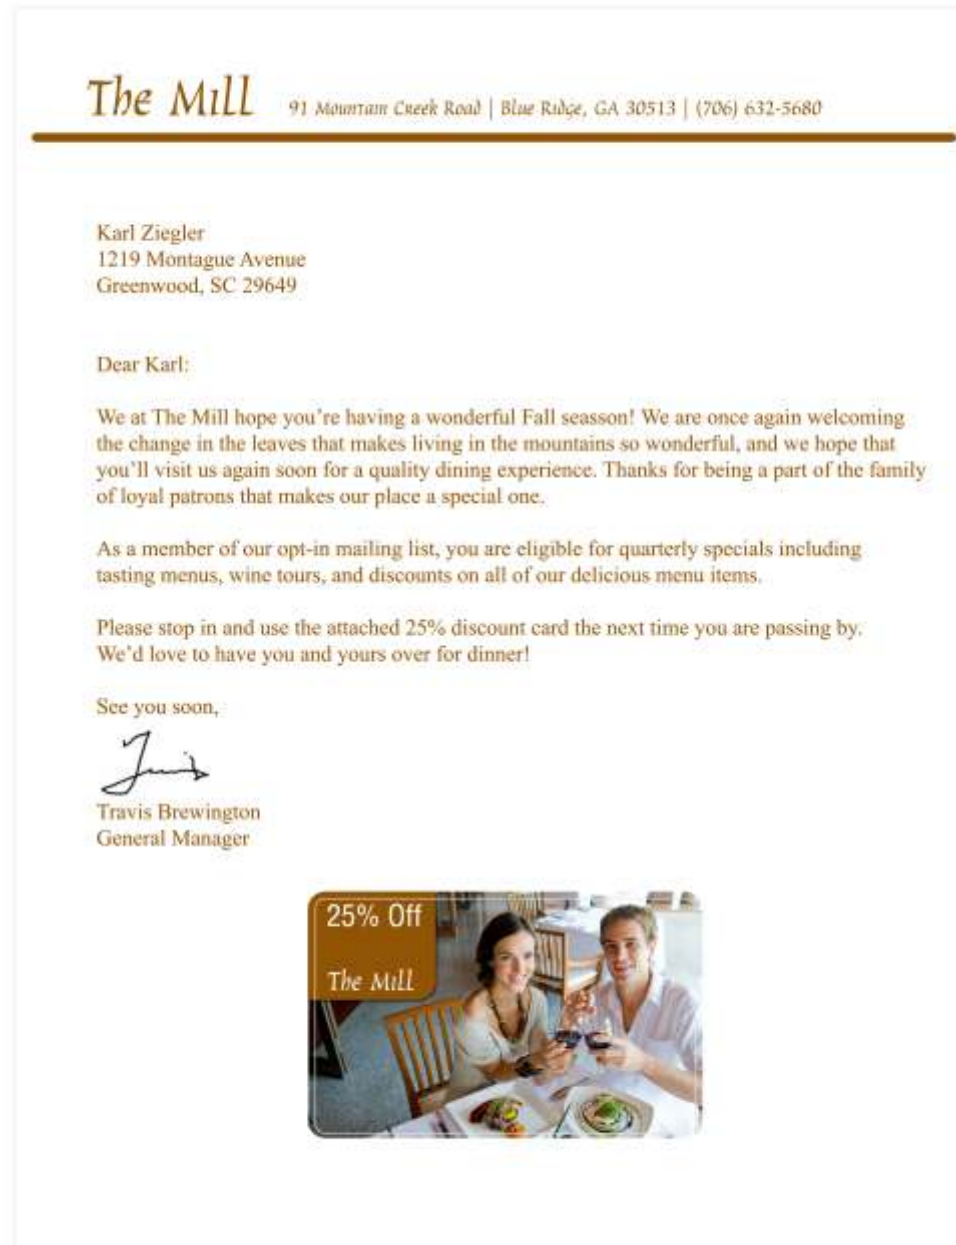 The Mill 91 Mountain Creek Road | Blue Ridge, GA 30513 | (706) 632-5680
Karl Ziegler
1219 Montague Avenue
Greenwood, SC 29649
Dear Karl:
We at The Mill hope you’re having a wonderful Fall seasson! We are once again welcoming
the change in the leaves that makes living in the mountains so wonderful, and we hope that
you’ll visit us again soon for a quality dining experience. Thanks for being a part of the family
of loyal patrons that makes our place a special one.
As a member of our opt-in mailing list, you are eligible for quarterly specials including
tasting menus, wine tours, and discounts on all of our delicious menu items.
Please stop in and use the attached 25% discount card the next time you are passing by.
We’d love to have you and yours over for dinner!
See you soon,
Travis
Travis Brewington
General Manager
25% Off
The Mill